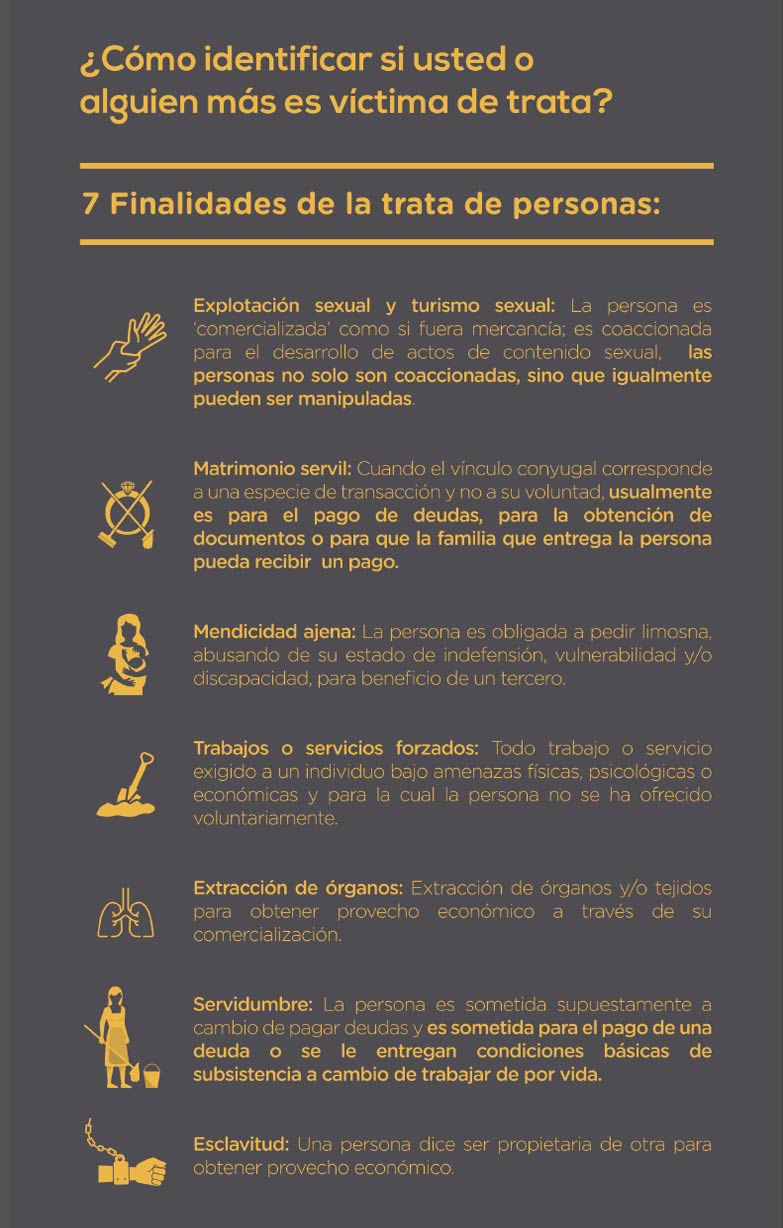 ¿Cómo identificar si usted o
alguien más es víctima de trata?
7 Finalidades de la trata de personas:
Explotación sexual y turismo sexual: La persona es
'comercializada' como si fuera mercancía; es coaccionada
para el desarrollo de actos de contenido sexual, las
personas no solo son coaccionadas, sino que igualmente
pueden ser manipuladas.
Matrimonio servil: Cuando el vínculo conyugal corresponde
a una especie de transacción y no a su voluntad, usualmente
es para el pago de deudas, para la obtención de
documentos o para que la familia que entrega la persona
pueda recibir un pago.
Mendicidad ajena: La persona es obligada a pedir limosna,
abusando de su estado de indefensión, vulnerabilidad y/o
discapacidad, para beneficio de un tercero.
Trabajos o servicios forzados: Todo trabajo o servicio
exigido a un individuo bajo amenazas físicas, psicológicas o
económicas y para la cual la persona no se ha ofrecido
voluntariamente.
Extracción de órganos: Extracción de órganos y/o tejidos
para obtener provecho económico a través de su
comercialización.
Servidumbre: La persona es sometida supuestamente a
cambio de pagar deudas y es sometida para el pago de una
deuda o se le entregan condiciones básicas de
subsistencia a cambio de trabajar de por vida.
Esclavitud: Una persona dice ser propietaria de otra para
obtener provecho económico.